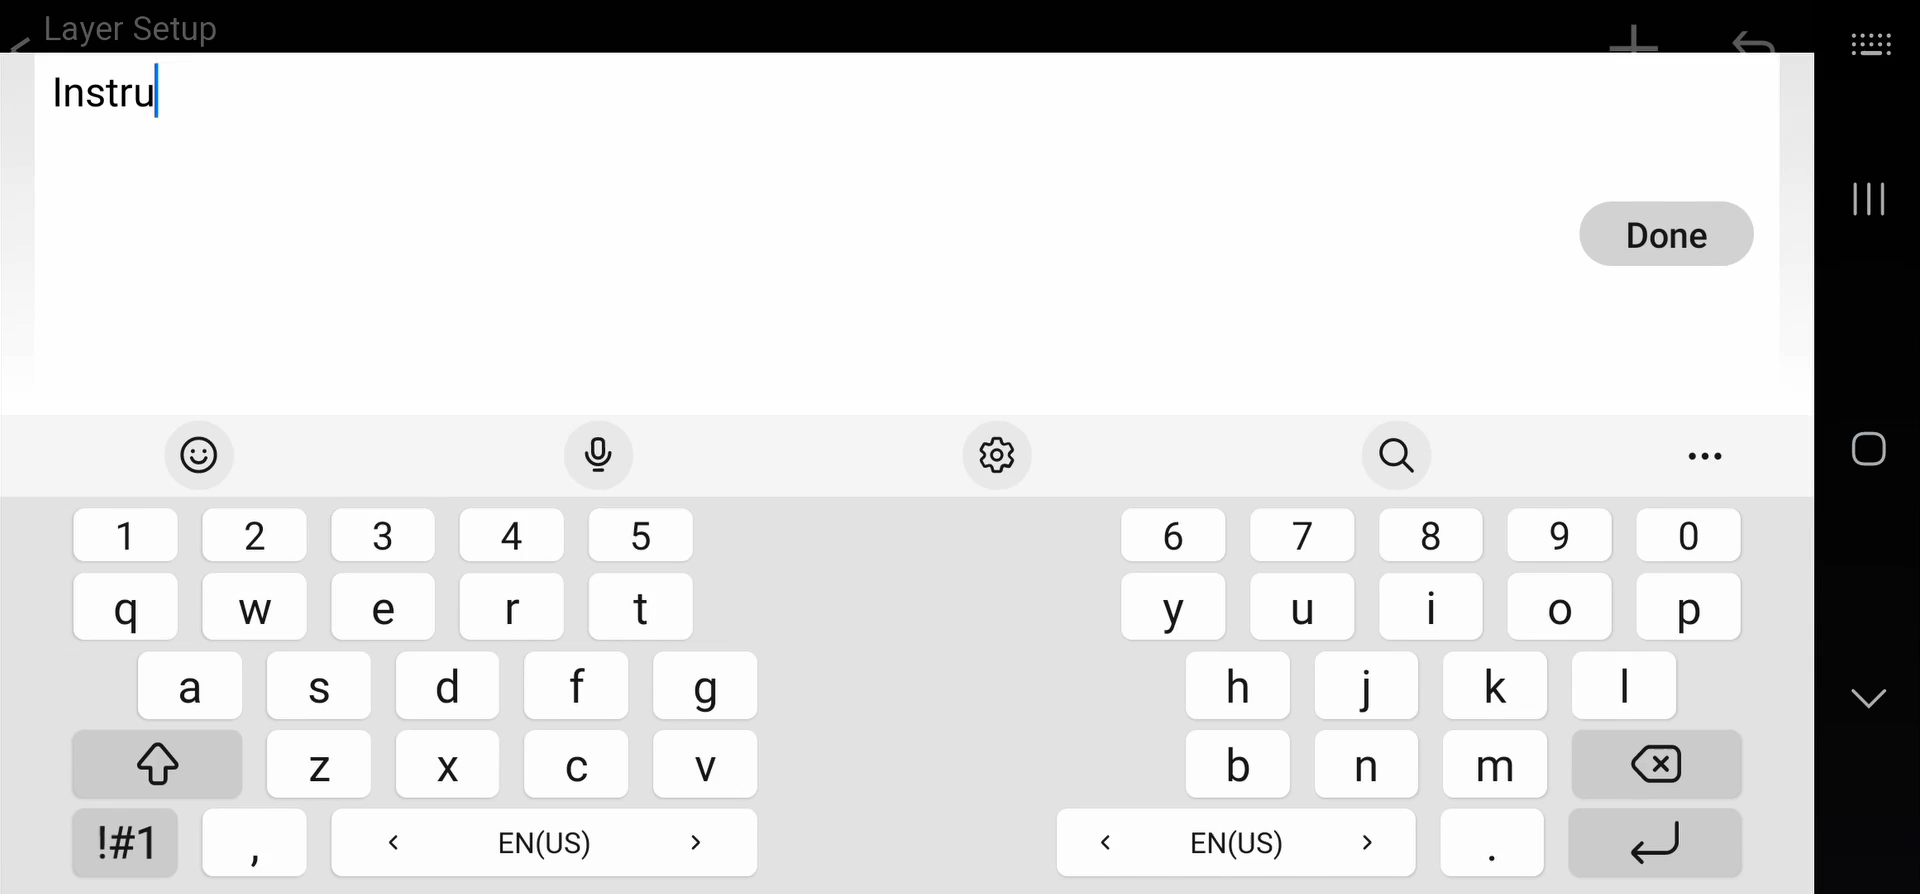 Layer Setup
Instru
Done
1 2 3 4 5 6 7 8 9 0
q w e r t y u i o p
a s d f g h j k l
z x c v b n m
!#1 , < EN(US) > < EN(US) > .